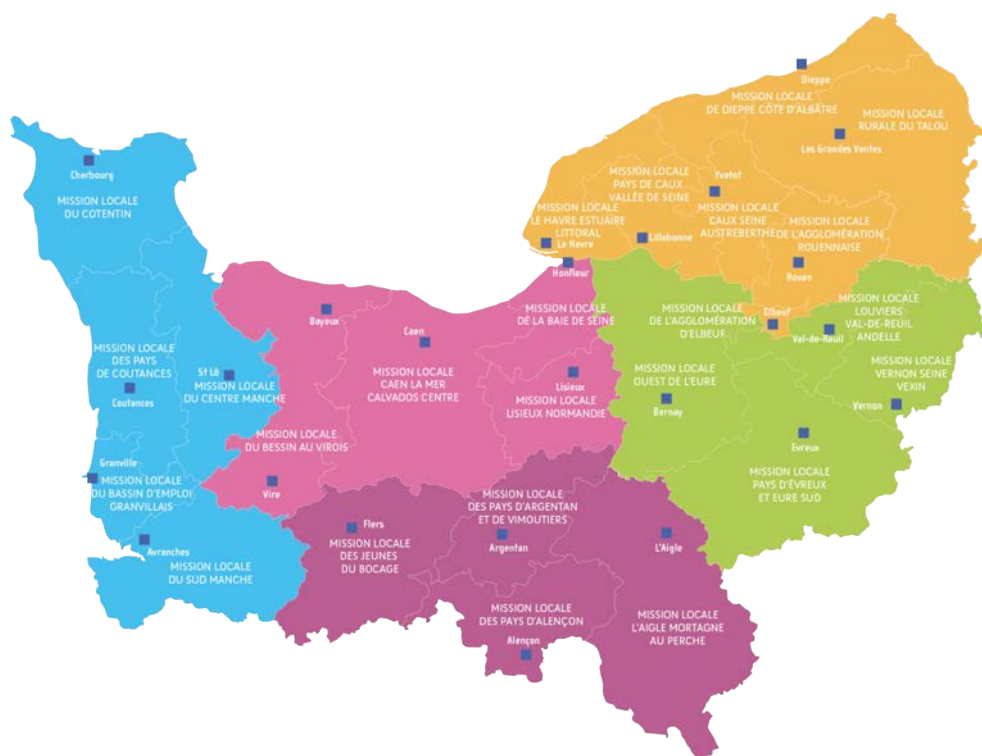 Dieppe
MISSION LOCALE
DE DIEPPE CÔTE D'ALBÂTRE
MISSION LOCALE
RURALE DU TALOU
Les Grandes Ventes
Cherbourg
MISSION LOCALE
DU COTENTIN
MISSION LOCALE
PAYS DE CAUX
VALLÉE DE SEINE
Yvetot
MISSION LOCALE
CAUX SEINE
AUSTREBERTHE
MISSION LOCALE
LE HAVRE ESTUAIRE
LITTORAL
Le Havre
Lillebonne
MISSION LOCALE
DE L'AGGLOMÉRATION
ROUENNAISE
Rouen
Honfleur
MISSION LOCALE
DE LA BAIE DE SEINE
Bayeux
Caen
MISSION LOCALE
DE L'AGGLOMÉRATION
D'ELBEUF
Elbeuf
MISSION LOCALE
LOUVIERS
VAL-DE-REUIL
ANDELLE
Val-de-Reuil
MISSION LOCALE
DES PAYS
DE COUTANCES
Coutances
St Lô
MISSION LOCALE
DU CENTRE MANCHE
MISSION LOCALE
CAEN LA MER
CALVADOS CENTRE
Lisieux
MISSION LOCALE
LISIEUX NORMANDIE
MISSION LOCALE
OUEST DE L'EURE
Bernay
MISSION LOCALE
VERNON SEINE
VEXIN
Vernon
Evreux
MISSION LOCALE
PAYS D'ÉVREUX
ET EURE SUD
MISSION LOCALE
DU BESSIN AU VIROIS
Vire
Granville
MISSION LOCALE
DU BASSIN D'EMPLOI
GRANVILLAIS
Avranches
MISSION LOCALE
DU SUD MANCHE
Flers
MISSION LOCALE
DES JEUNES
DU BOCAGE
MISSION LOCALE
DES PAYS D'ARGENTAN
ET DE VIMOUTIERS
Argentan
L'Aigle
MISSION LOCALE
DES PAYS D'ALENÇON
Alençon
MISSION LOCALE
L'AIGLE MORTAGNE
AU PERCHE